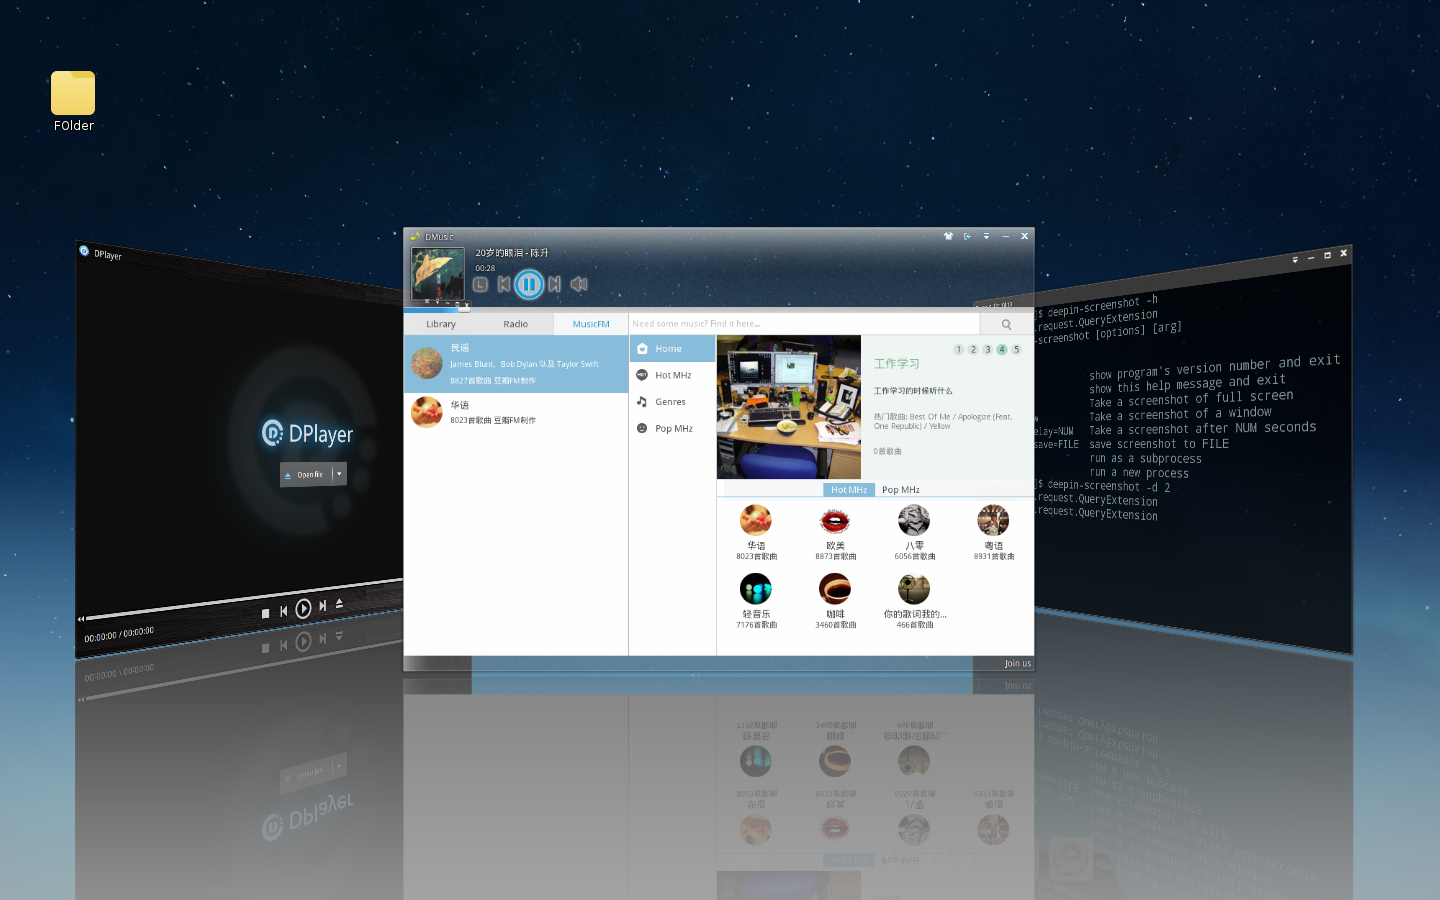 FOlder
DPlayer
DPlayer
Open file
00:00:00 / 00:00:00
DMusic
20岁的眼泪 - 陈升
00:28
Library
Radio
MusicFM
Need some music? Find it here...
民谣
James Blunt、Bob Dylan 以及 Taylor Swift
8827首歌曲 豆瓣FM制作
华语
8023首歌曲 豆瓣FM制作
Home
Hot MHz
Genres
Pop MHz
1 2 3 4 5
工作学习
工作学习的时候听什么
热门歌曲: Best Of Me / Apologize (Feat.
One Republic) / Yellow
0首歌曲
Hot MHz
Pop MHz
华语
8023首歌曲
欧美
8873首歌曲
八零
6056首歌曲
粤语
8931首歌曲
轻音乐
7176首歌曲
咖啡
3460首歌曲
你的歌词我的...
466首歌曲
Join us
]$ deepin-screenshot -h
.request.QueryExtension
-screenshot [options] [arg]
show program's version number and exit
show this help message and exit
Take a screenshot of full screen
Take a screenshot of a window
elay=NUM Take a screenshot after NUM seconds
save=FILE save screenshot to FILE
run as a subprocess
run a new process
]$ deepin-screenshot -d 2
.request.QueryExtension
.request.QueryExtension